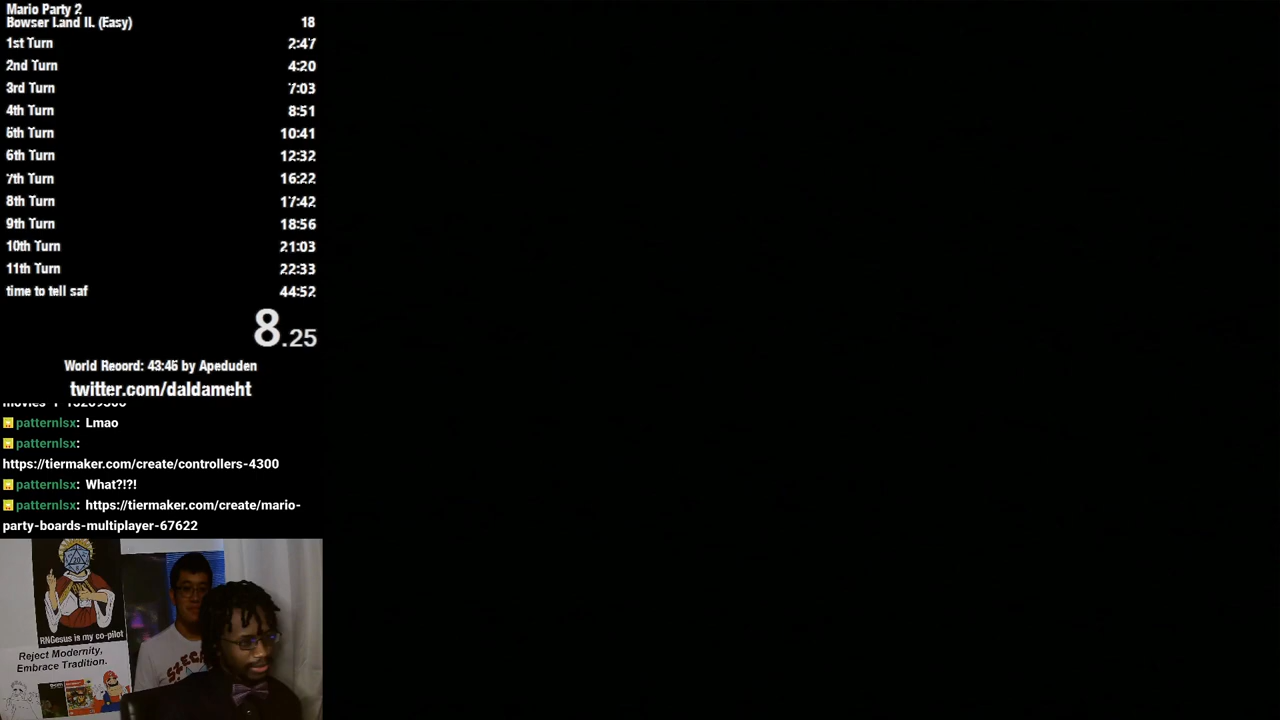 Mario Party 2
Bowser Land IL (Easy) 18
1st Turn 2:47
2nd Turn 4:20
3rd Turn 7:03
4th Turn 8:51
5th Turn 10:41
6th Turn 12:32
7th Turn 16:22
8th Turn 17:42
9th Turn 18:56
10th Turn 21:03
11th Turn 22:33
time to tell saf 44:52
8.25
World Record: 43:45 by Apeduden
twitter.com/daldameht
patternlsx: Lmao
patternlsx:
https://tiermaker.com/create/controllers-4300
patternlsx: What?!?!
patternlsx: https://tiermaker.com/create/mario-
party-boards-multiplayer-67622
RNGesus is my co-pilot
Reject Modernity,
Embrace Tradition.